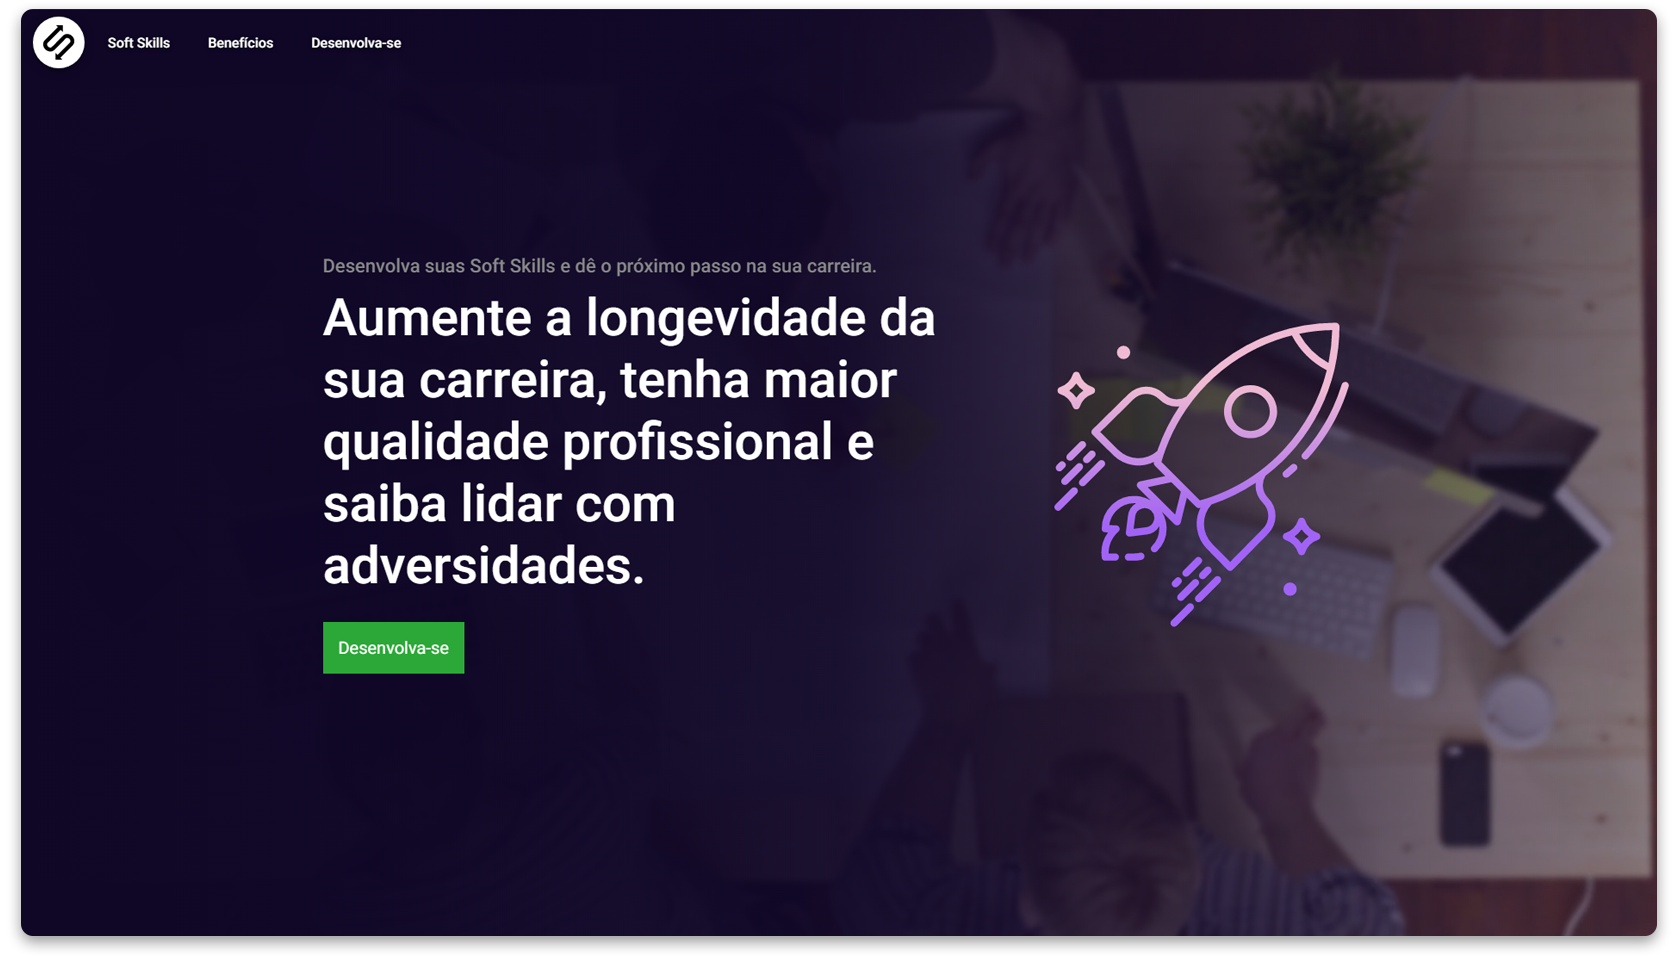 Soft Skills Benefícios Desenvolva-se
Desenvolva suas Soft Skills e dê o próximo passo na sua carreira.
Aumente a longevidade da
sua carreira, tenha maior
qualidade profissional e
saiba lidar com
adversidades.
Desenvolva-se